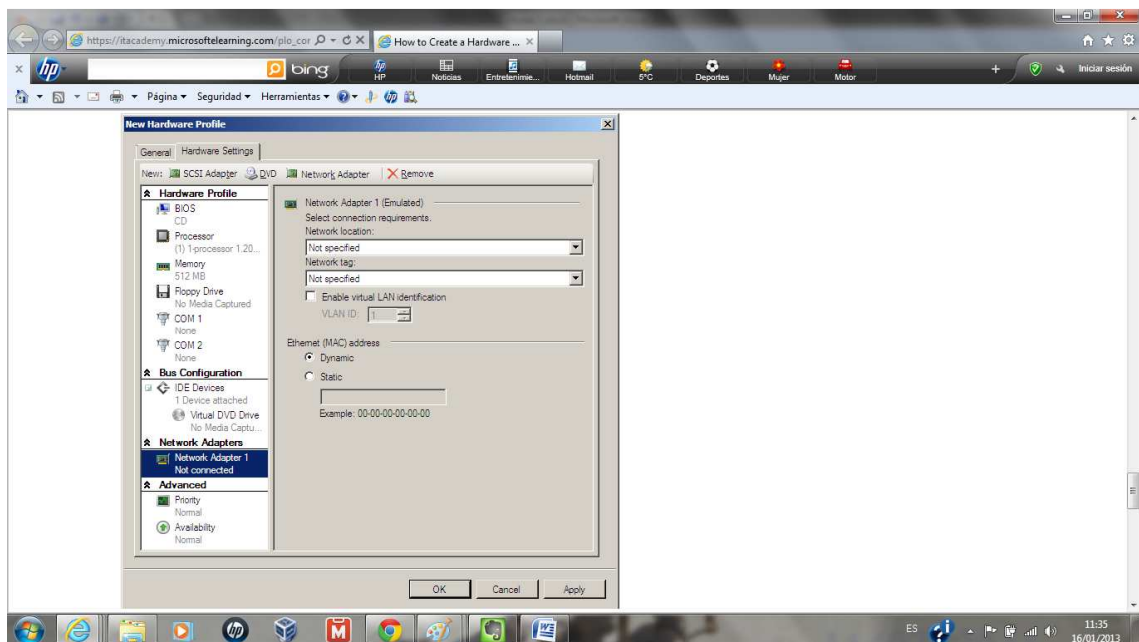 https://itacademy.microsoftelearning.com/plo_cor
How to Create a Hardware ...
hp
bing
HP
Noticias
Entretenimie...
Hotmail
5°C
Deportes
Mujer
Motor
Iniciar sesión
Página
Seguridad
Herramientas
New Hardware Profile
General
Hardware Settings
New:
SCSI Adapter
DVD
Network Adapter
Remove
Hardware Profile
BIOS
CD
Processor
(1) 1-processor 1.20...
Memory
512 MB
Floppy Drive
No Media Captured
COM 1
None
COM 2
None
Bus Configuration
IDE Devices
1 Device attached
Virtual DVD Drive
No Media Captu...
Network Adapters
Network Adapter 1
Not connected
Advanced
Priority
Normal
Availability
Normal
Network Adapter 1 (Emulated)
Select connection requirements.
Network location:
Not specified
Network tag:
Not specified
Enable virtual LAN identification
VLAN ID: 1
Ethernet (MAC) address
Dynamic
Static
Example: 00-00-00-00-00-00
OK
Cancel
Apply
ES
11:35
16/01/2013